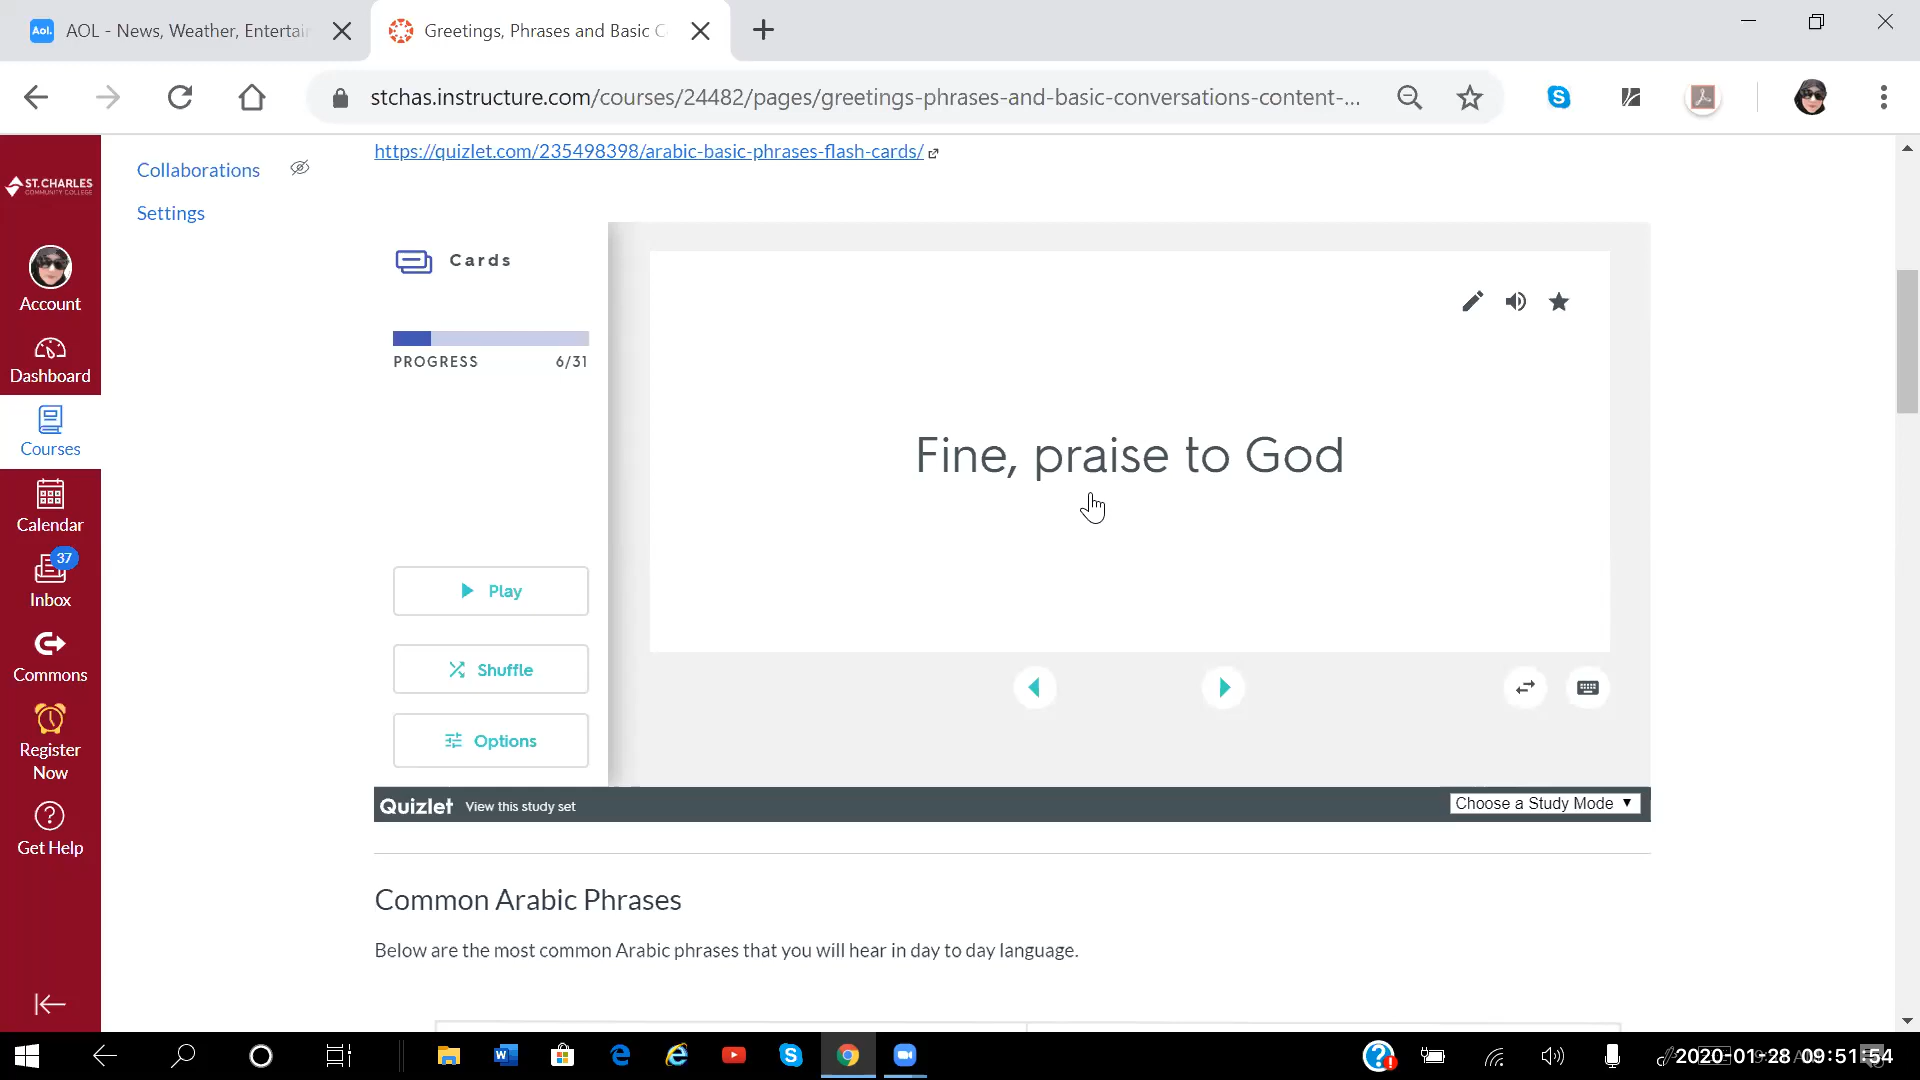 AOL - News, Weather, Entertai
Greetings, Phrases and Basic C
stchas.instructure.com/courses/24482/pages/greetings-phrases-and-basic-conversations-content-...
https://quizlet.com/235498398/arabic-basic-phrases-flash-cards/
Collaborations
Settings
ST.CHARLES
COMMUNITY COLLEGE
Account
Dashboard
Courses
Calendar
37
Inbox
Commons
Register
Now
Get Help
Cards
PROGRESS 6/31
Fine, praise to God
Play
Shuffle
Options
Quizlet View this study set
Choose a Study Mode
Common Arabic Phrases
Below are the most common Arabic phrases that you will hear in day to day language.
2020-01-28 09:51:54